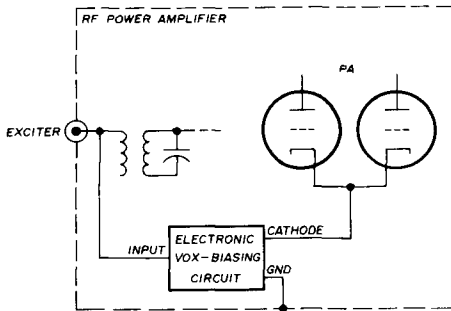 RF POWER AMPLIFIER
PA
EXCITER
CATHODE
INPUT
ELECTRONIC
VOX-BIASING
CIRCUIT
GND